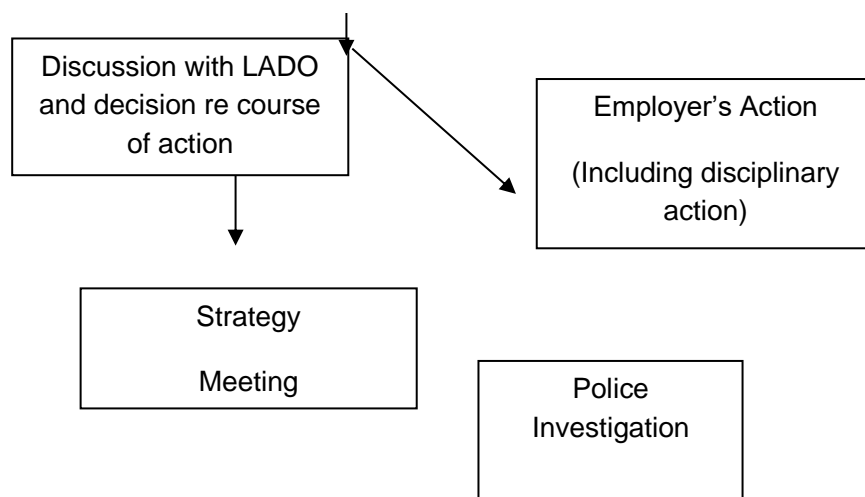 Discussion with LADO
and decision re course
of action
Employer’s Action
(Including disciplinary
action)
Strategy
Meeting
Police
Investigation